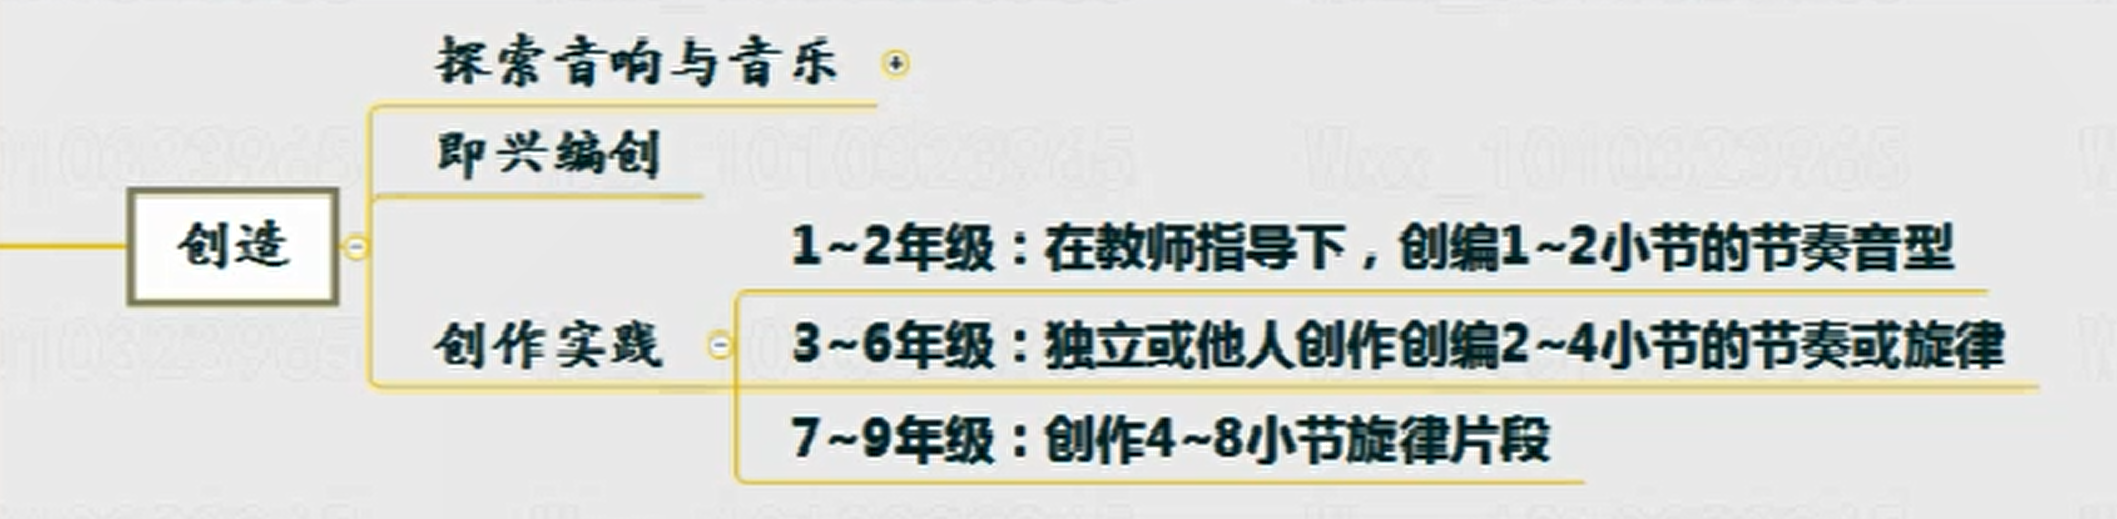 探索音响与音乐
即兴编创
创造
1~2年级：在教师指导下，创编1~2小节的节奏音型
创作实践
3~6年级：独立或他人创作创编2~4小节的节奏或旋律
7~9年级：创作4~8小节旋律片段